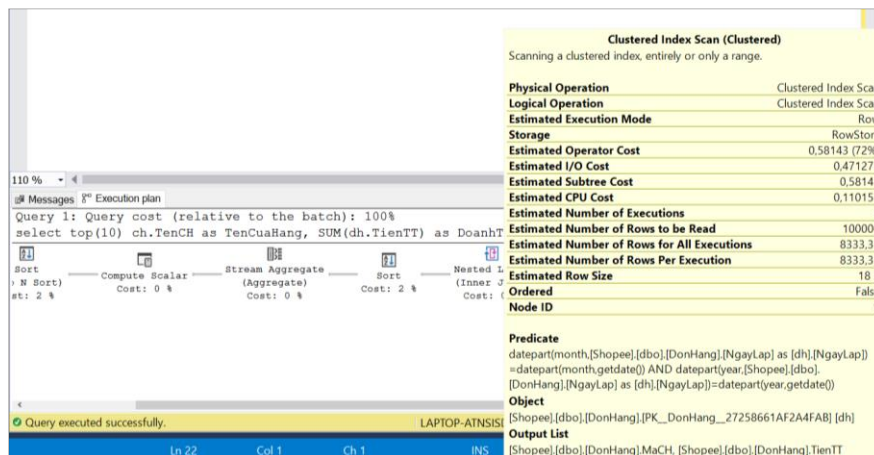 Clustered Index Scan (Clustered)
Scanning a clustered index, entirely or only a range.
Physical Operation Clustered Index Sca
Logical Operation Clustered Index Sca
Estimated Execution Mode Ro
Storage RowStor
Estimated Operator Cost 0,58143 (72%
Estimated I/O Cost 0,47127
Estimated Subtree Cost 0,5814
Estimated CPU Cost 0,11015
Estimated Number of Executions
Estimated Number of Rows to be Read 10000
Estimated Number of Rows for All Executions 8333,3
Estimated Number of Rows Per Execution 8333,3
Estimated Row Size 18
Ordered Fals
Node ID
Predicate
datepart(month,[Shopee].[dbo].[DonHang].[NgayLap] as [dh].[NgayLap])
=datepart(month,getdate()) AND datepart(year,[Shopee].[dbo].
[DonHang].[NgayLap] as [dh].[NgayLap])=datepart(year,getdate())
Object
[Shopee].[dbo].[DonHang].[PK__DonHang__27258661AF2A4FAB] [dh]
Output List
[Shopee].[dbo].[DonHang].MaCH, [Shopee].[dbo].[DonHang].TienTT
110 %
Messages Execution plan
Query 1: Query cost (relative to the batch): 100%
select top(10) ch.TenCH as TenCuaHang, SUM(dh.TienTT) as DoanhT
Sort
N Sort)
st: 2 %
Compute Scalar
Cost: 0 %
Stream Aggregate
(Aggregate)
Cost: 0 %
Sort
Cost: 2 %
Nested L
(Inner J
Cost:
Query executed successfully. LAPTOP-ATNSISI
Ln 22 Col 1 Ch 1 INS